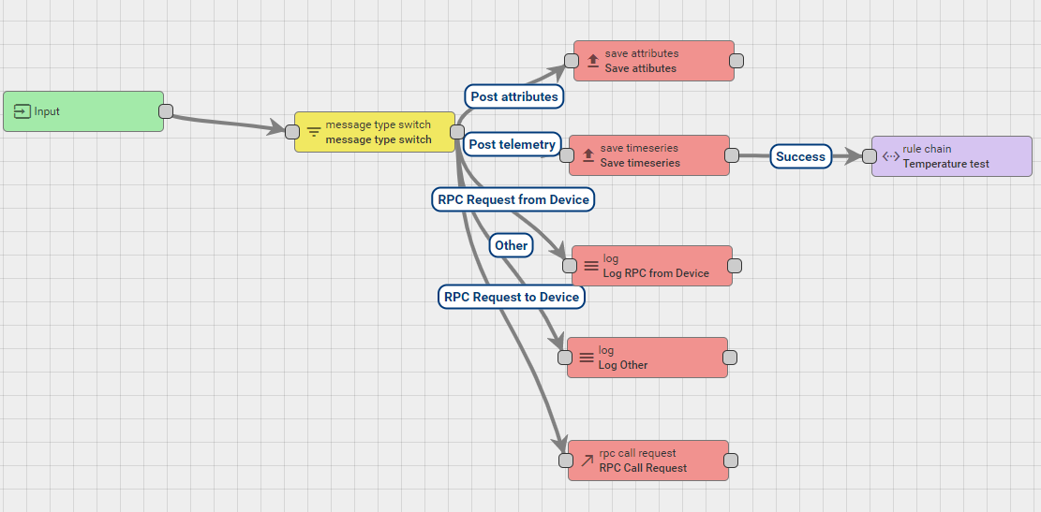 save attributes
Save attibutes
Post attributes
Input
message type switch
message type switch
Post telemetry
save timeseries
Save timeseries
Success
rule chain
Temperature test
RPC Request from Device
Other
log
Log RPC from Device
RPC Request to Device
log
Log Other
rpc call request
RPC Call Request